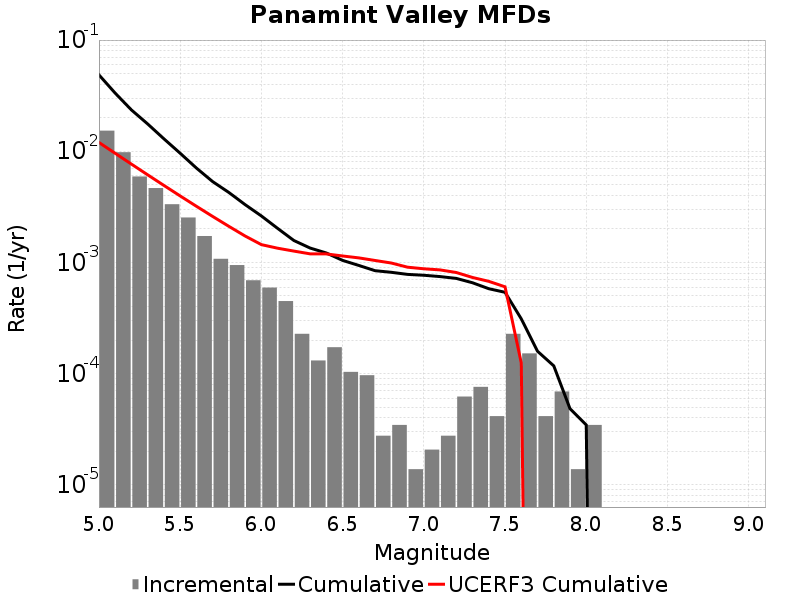 Panamint Valley MFDs
10-1
10-2
10-3
10-4
10-5
Rate (1/yr)
5.0 5.5 6.0 6.5 7.0 7.5 8.0 8.5 9.0
Magnitude
Incremental Cumulative UCERF3 Cumulative